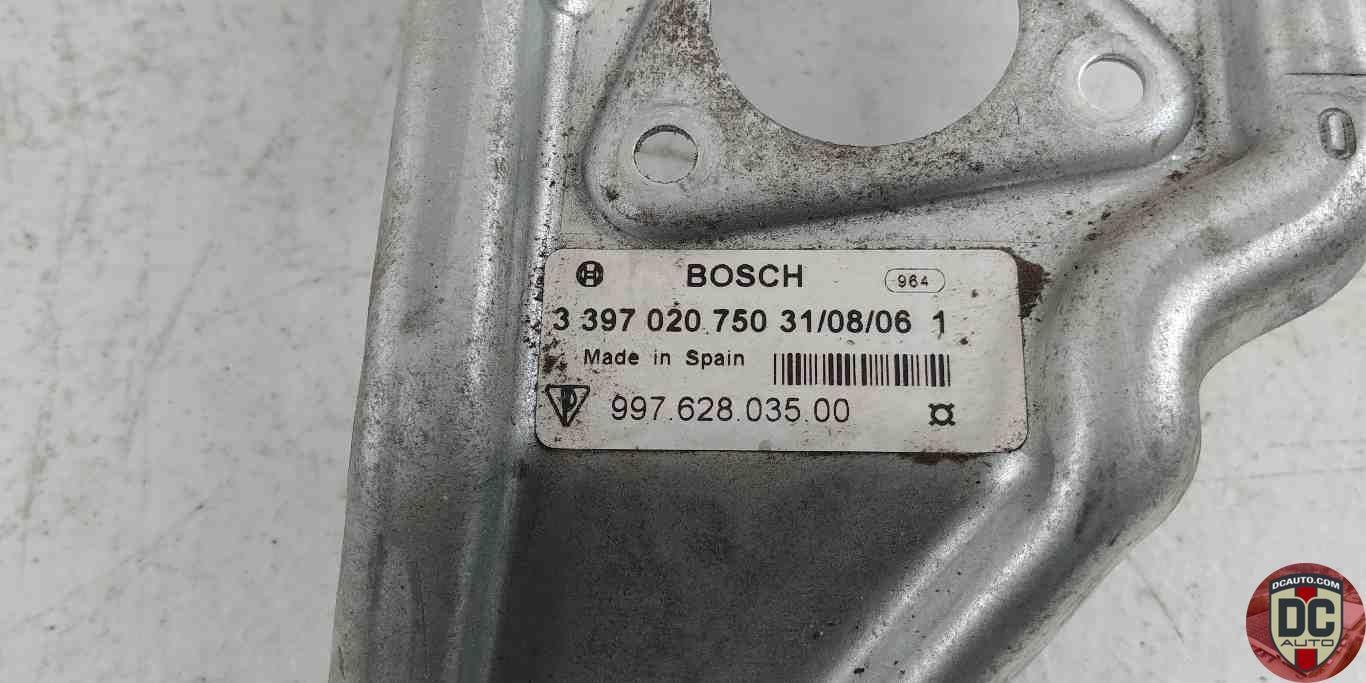 0
BOSCH 964
3 397 020 750 31/08/06 1
Made in Spain
997.628.035.00
DCAUTO.COM
DC
AUTO